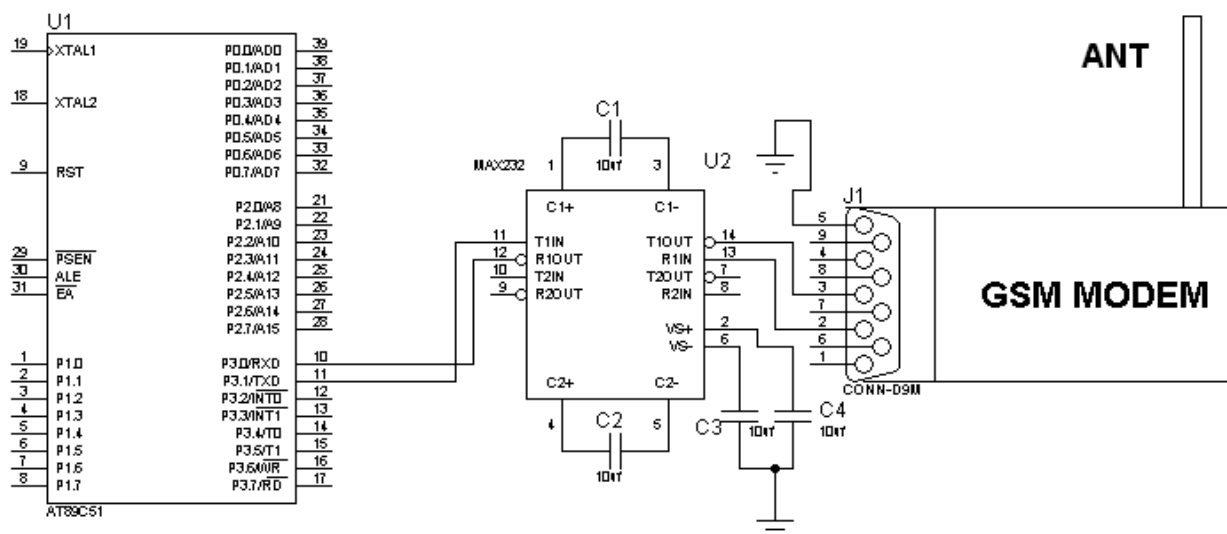 U1
AT89C51
19 XTAL1
18 XTAL2
9 RST
29 PSEN
30 ALE
31 EA
1 P1.0
2 P1.1
3 P1.2
4 P1.3
5 P1.4
6 P1.5
7 P1.6
8 P1.7
P0.0/AD0 39
P0.1/AD1 38
P0.2/AD2 37
P0.3/AD3 36
P0.4/AD4 35
P0.5/AD5 34
P0.6/AD6 33
P0.7/AD7 32
P2.0/A8 21
P2.1/A9 22
P2.2/A10 23
P2.3/A11 24
P2.4/A12 25
P2.5/A13 26
P2.6/A14 27
P2.7/A15 28
P3.0/RXD 10
P3.1/TXD 11
P3.2/INT0 12
P3.3/INT1 13
P3.4/T0 14
P3.5/T1 15
P3.6/WR 16
P3.7/RD 17
C1
10uf
MAX232
U2
1 3
C1+ C1-
11 T1IN
12 R1OUT
10 T2IN
9 R2OUT
T1OUT 14
R1IN 13
T2OUT 7
R2IN 8
VS+ 2
VS- 6
C2+ C2-
4 5
C2
10uf
C3
10uf
C4
10uf
J1
5
9
4
8
3
7
2
6
1
CONN-D9M
ANT
GSM MODEM